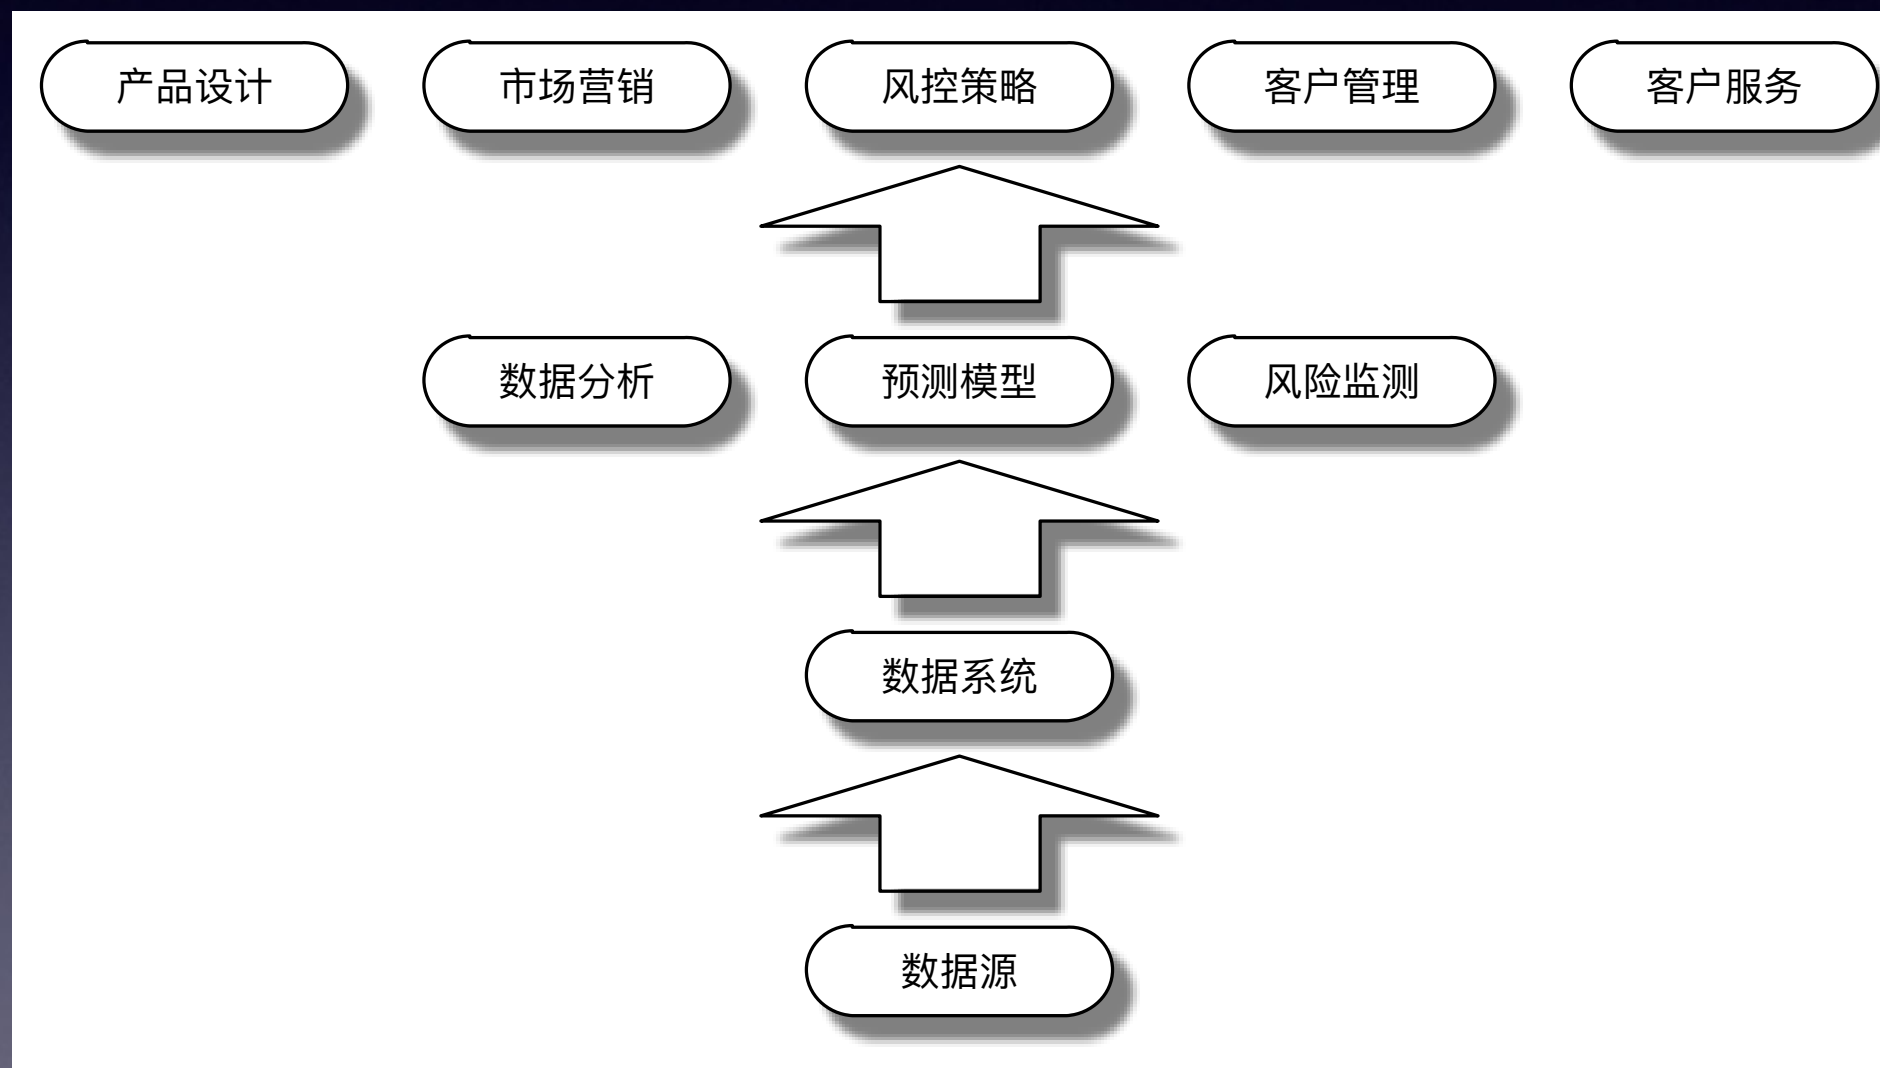 产品设计
市场营销
风控策略
客户管理
客户服务
数据分析
预测模型
风险监测
数据系统
数据源